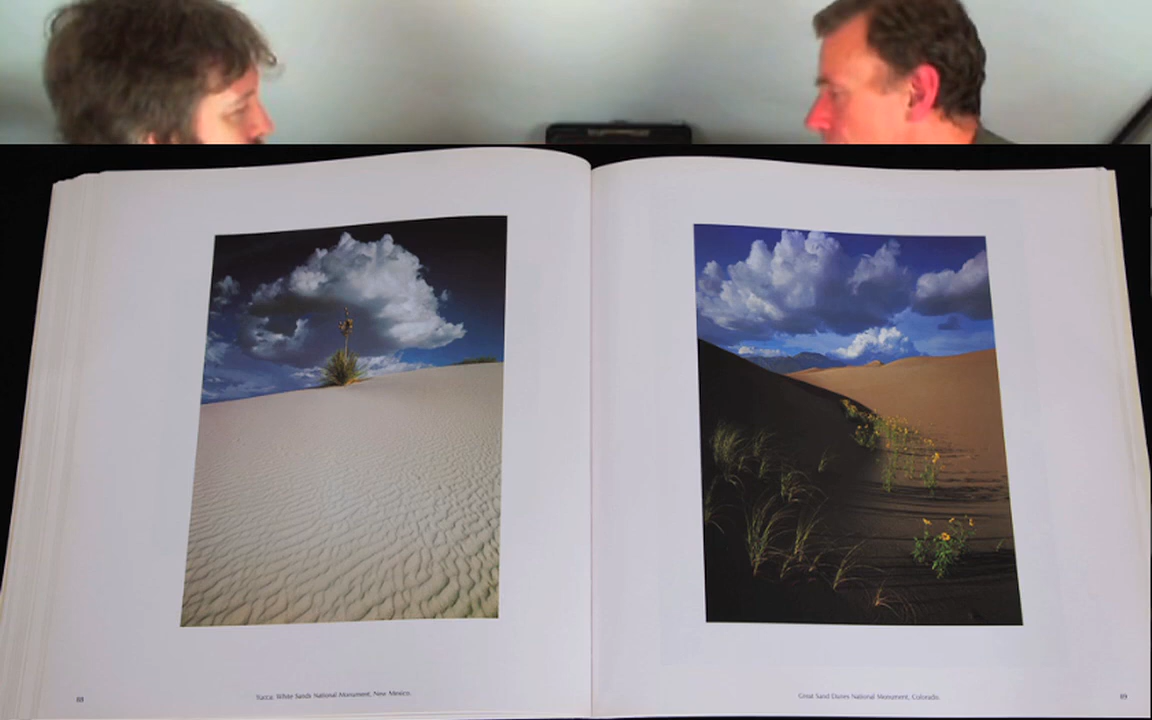 88
Yucca, White Sands National Monument, New Mexico.
Great Sand Dunes National Monument, Colorado.
89